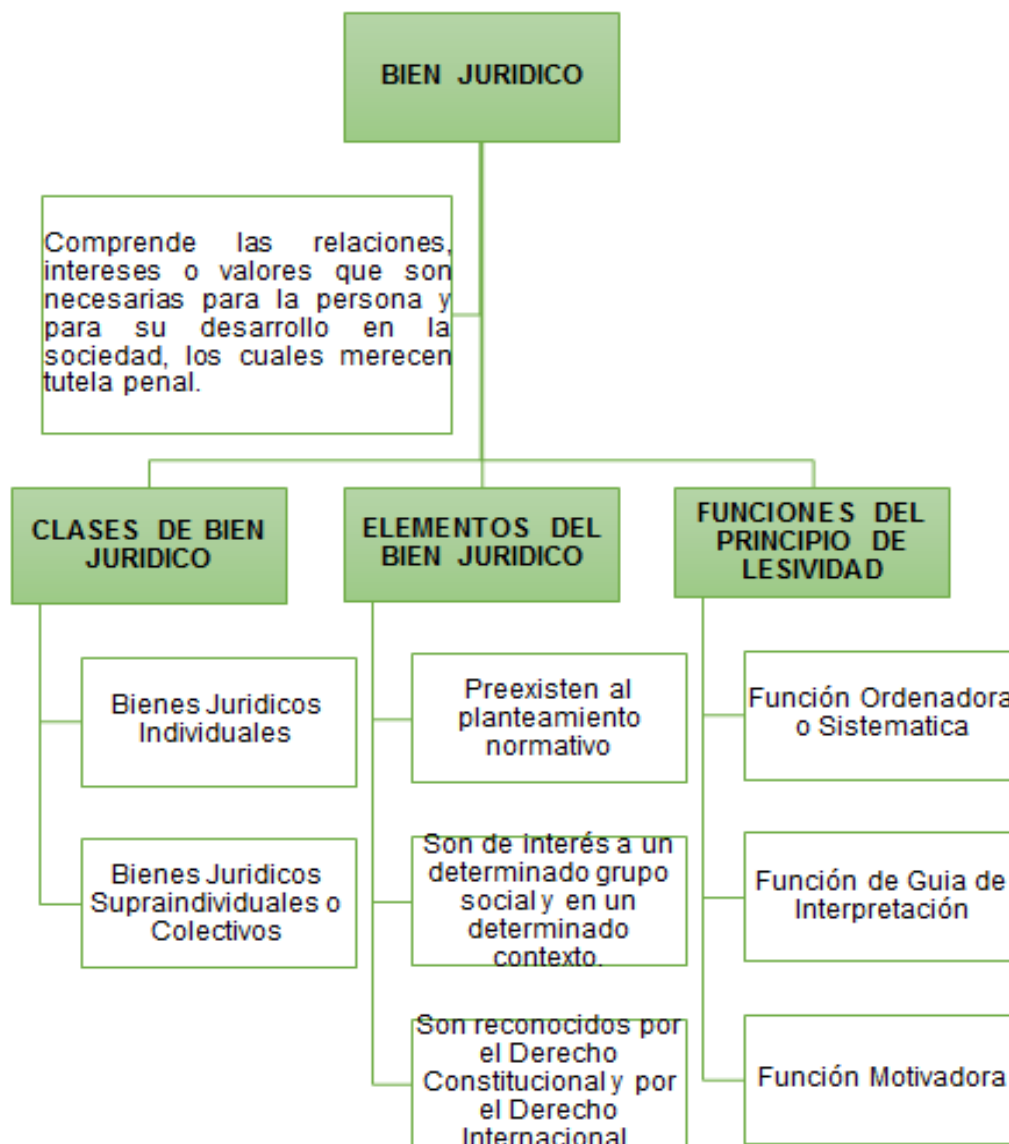 BIEN JURIDICO
Comprende las relaciones,
intereses o valores que son
necesarias para la persona y
para su desarrollo en la
sociedad, los cuales merecen
tutela penal.
CLASES DE BIEN
JURIDICO
Bienes Juridicos
Individuales
Bienes Juridicos
Supraindividuales o
Colectivos
ELEMENTOS DEL
BIEN JURIDICO
Preexisten al
planteamiento
normativo
Son de interés a un
determinado grupo
social y en un
determinado
contexto.
Son reconocidos por
el Derecho
Constitucional y por
el Derecho
Internacional
FUNCIONES DEL
PRINCIPIO DE
LESIVIDAD
Función Ordenadora
o Sistematica
Función de Guia de
Interpretación
Función Motivadora